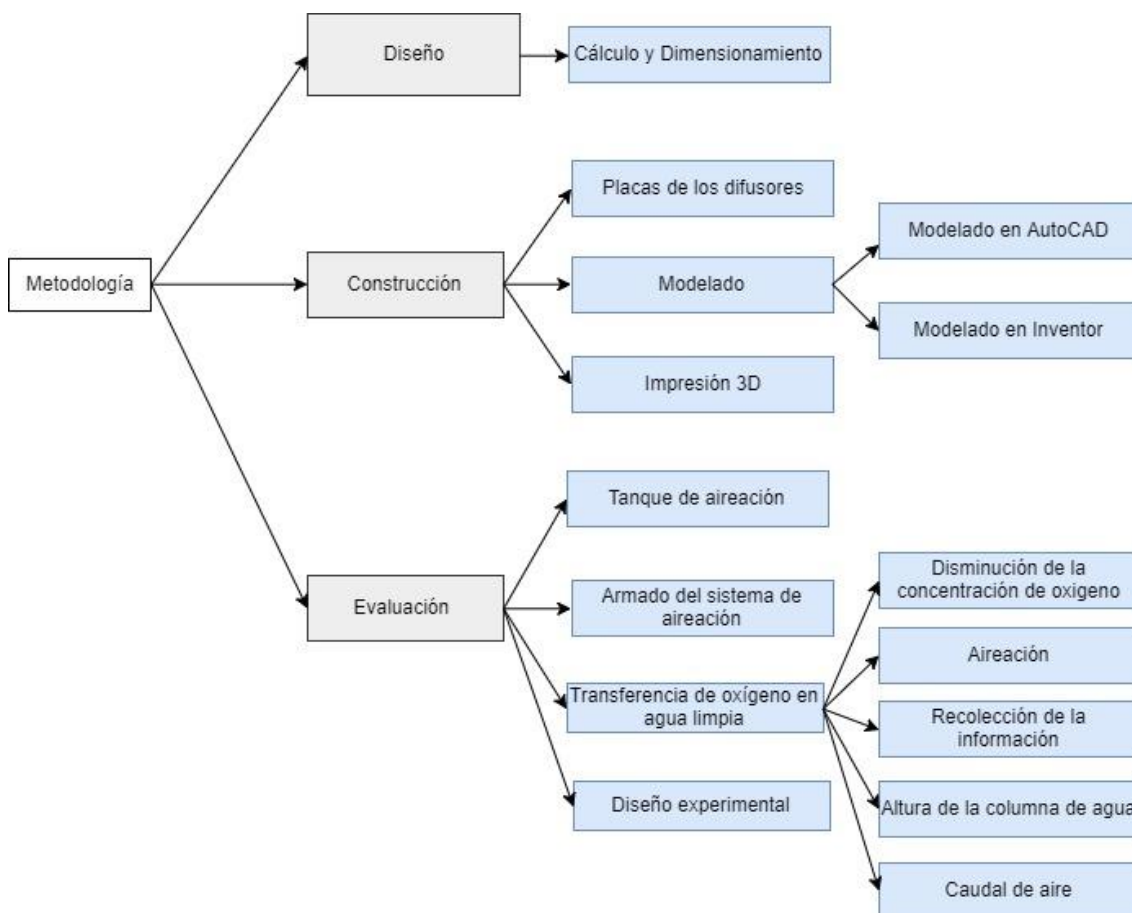 Diseño
Cálculo y Dimensionamiento
Metodología
Construcción
Placas de los difusores
Modelado
Modelado en AutoCAD
Modelado en Inventor
Impresión 3D
Evaluación
Tanque de aireación
Armado del sistema de
aireación
Transferencia de oxígeno en
agua limpia
Disminución de la
concentración de oxigeno
Aireación
Recolección de la
información
Altura de la columna de agua
Caudal de aire
Diseño experimental